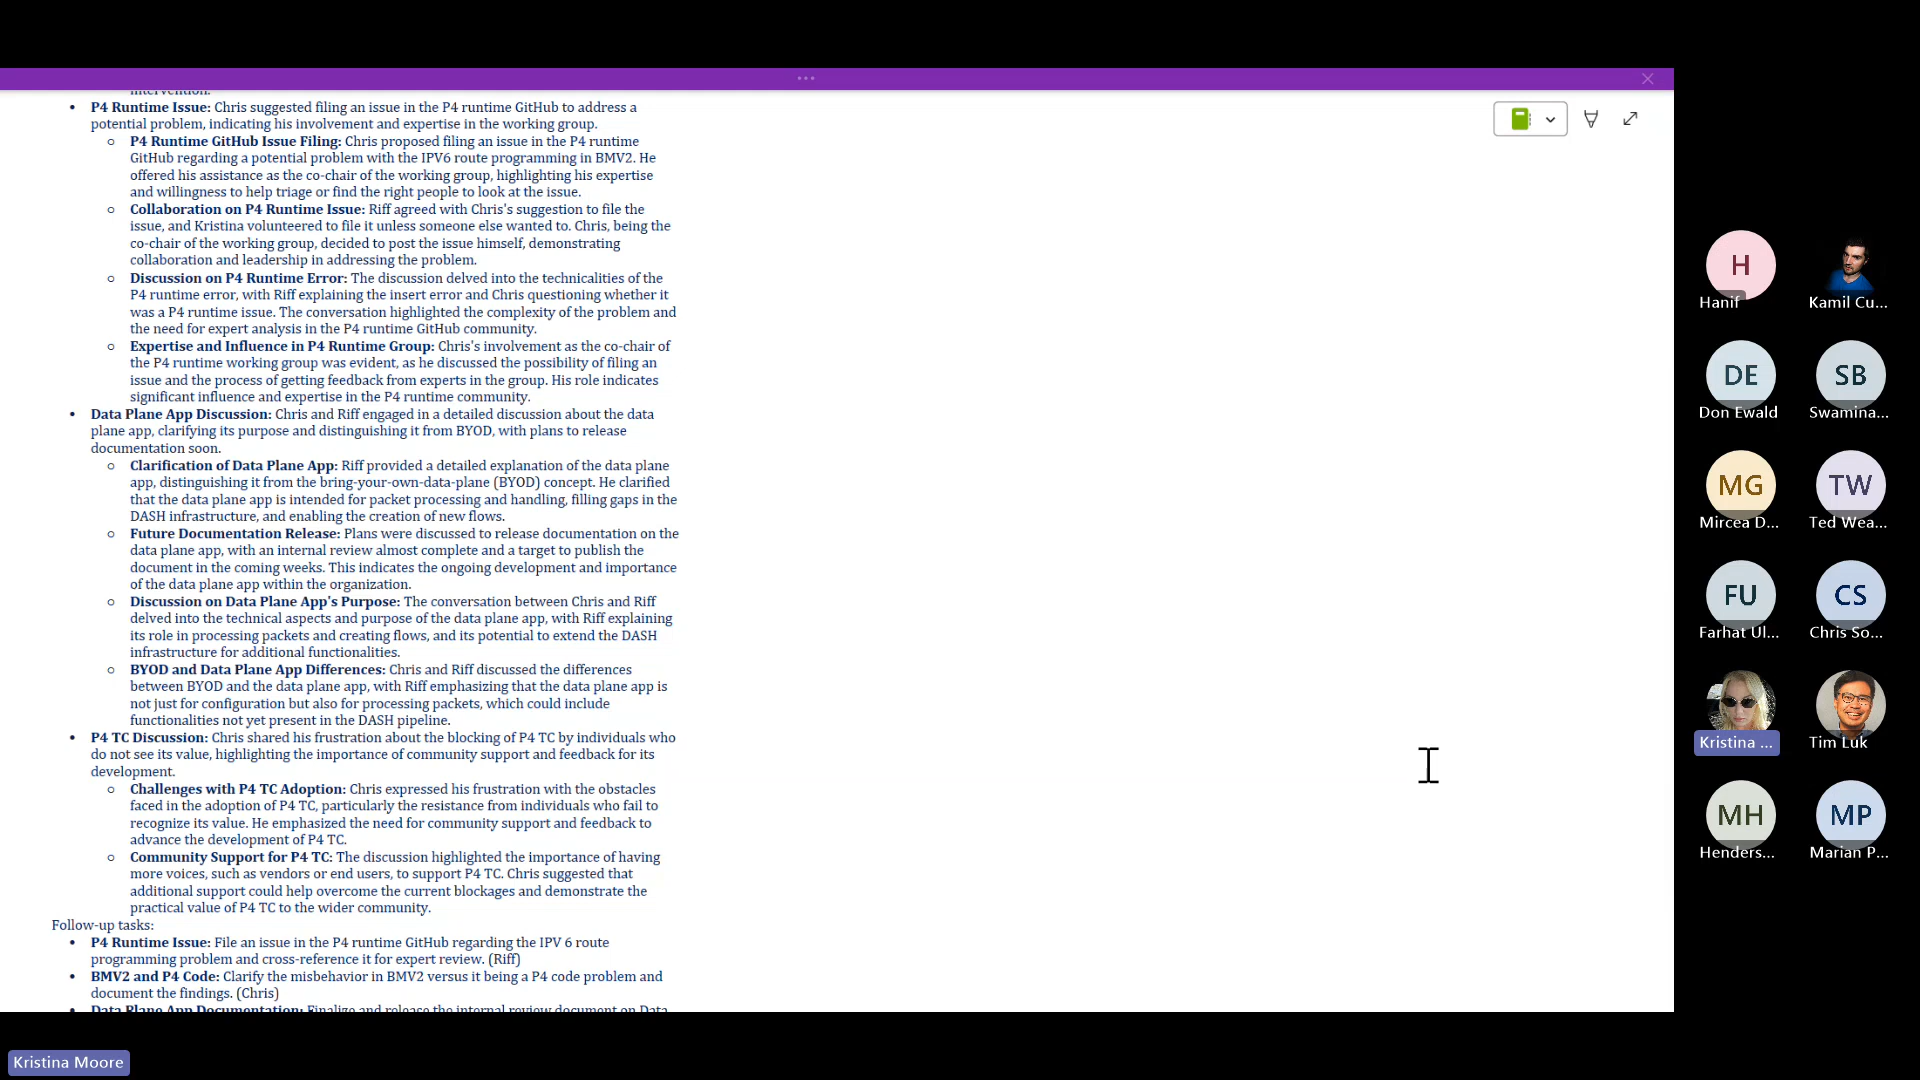 intervention.
• P4 Runtime Issue: Chris suggested filing an issue in the P4 runtime GitHub to address a
potential problem, indicating his involvement and expertise in the working group.
○ P4 Runtime GitHub Issue Filing: Chris proposed filing an issue in the P4 runtime
GitHub regarding a potential problem with the IPV6 route programming in BMV2. He
offered his assistance as the co-chair of the working group, highlighting his expertise
and willingness to help triage or find the right people to look at the issue.
○ Collaboration on P4 Runtime Issue: Riff agreed with Chris's suggestion to file the
issue, and Kristina volunteered to file it unless someone else wanted to. Chris, being the
co-chair of the working group, decided to post the issue himself, demonstrating
collaboration and leadership in addressing the problem.
○ Discussion on P4 Runtime Error: The discussion delved into the technicalities of the
P4 runtime error, with Riff explaining the insert error and Chris questioning whether it
was a P4 runtime issue. The conversation highlighted the complexity of the problem and
the need for expert analysis in the P4 runtime GitHub community.
○ Expertise and Influence in P4 Runtime Group: Chris's involvement as the co-chair of
the P4 runtime working group was evident, as he discussed the possibility of filing an
issue and the process of getting feedback from experts in the group. His role indicates
significant influence and expertise in the P4 runtime community.
• Data Plane App Discussion: Chris and Riff engaged in a detailed discussion about the data
plane app, clarifying its purpose and distinguishing it from BYOD, with plans to release
documentation soon.
○ Clarification of Data Plane App: Riff provided a detailed explanation of the data plane
app, distinguishing it from the bring-your-own-data-plane (BYOD) concept. He clarified
that the data plane app is intended for packet processing and handling, filling gaps in the
DASH infrastructure, and enabling the creation of new flows.
○ Future Documentation Release: Plans were discussed to release documentation on the
data plane app, with an internal review almost complete and a target to publish the
document in the coming weeks. This indicates the ongoing development and importance
of the data plane app within the organization.
○ Discussion on Data Plane App's Purpose: The conversation between Chris and Riff
delved into the technical aspects and purpose of the data plane app, with Riff explaining
its role in processing packets and creating flows, and its potential to extend the DASH
infrastructure for additional functionalities.
○ BYOD and Data Plane App Differences: Chris and Riff discussed the differences
between BYOD and the data plane app, with Riff emphasizing that the data plane app is
not just for configuration but also for processing packets, which could include
functionalities not yet present in the DASH pipeline.
• P4 TC Discussion: Chris shared his frustration about the blocking of P4 TC by individuals who
do not see its value, highlighting the importance of community support and feedback for its
development.
○ Challenges with P4 TC Adoption: Chris expressed his frustration with the obstacles
faced in the adoption of P4 TC, particularly the resistance from individuals who fail to
recognize its value. He emphasized the need for community support and feedback to
advance the development of P4 TC.
○ Community Support for P4 TC: The discussion highlighted the importance of having
more voices, such as vendors or end users, to support P4 TC. Chris suggested that
additional support could help overcome the current blockages and demonstrate the
practical value of P4 TC to the wider community.
Follow-up tasks:
• P4 Runtime Issue: File an issue in the P4 runtime GitHub regarding the IPV 6 route
programming problem and cross-reference it for expert review. (Riff)
• BMV2 and P4 Code: Clarify the misbehavior in BMV2 versus it being a P4 code problem and
document the findings. (Chris)
• Data Plane App Documentation: Finalize and release the internal review document on Data
H
Hanif
Kamil Cu...
DE
Don Ewald
SB
Swamina...
MG
Mircea D...
TW
Ted Wea...
FU
Farhat Ul...
CS
Chris So...
Kristina ...
Tim Luk
MH
Henders...
MP
Marian P...
Kristina Moore